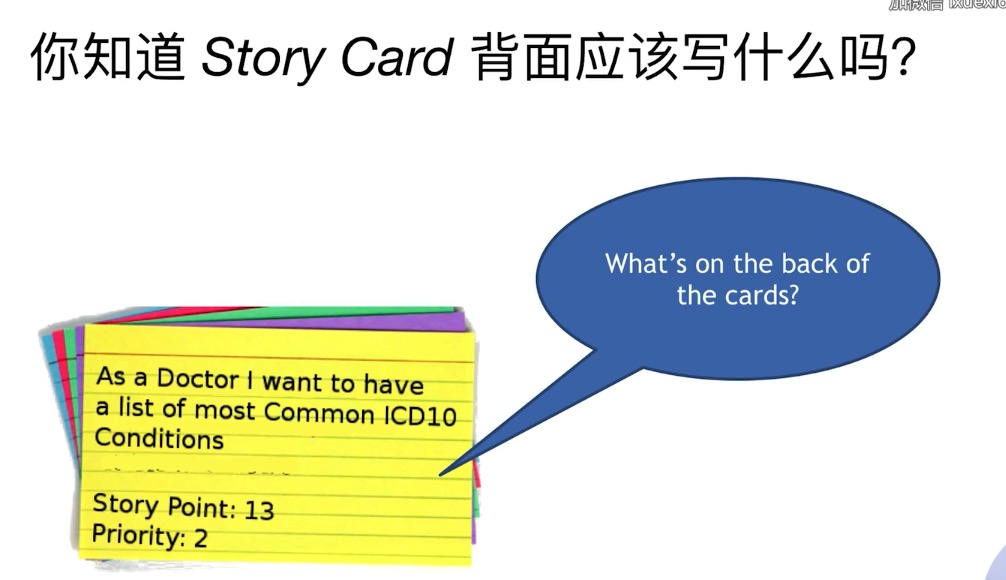 加微信
你知道 Story Card 背面应该写什么吗?
What's on the back of
the cards?
As a Doctor I want to have
a list of most Common ICD10
Conditions
Story Point: 13
Priority: 2